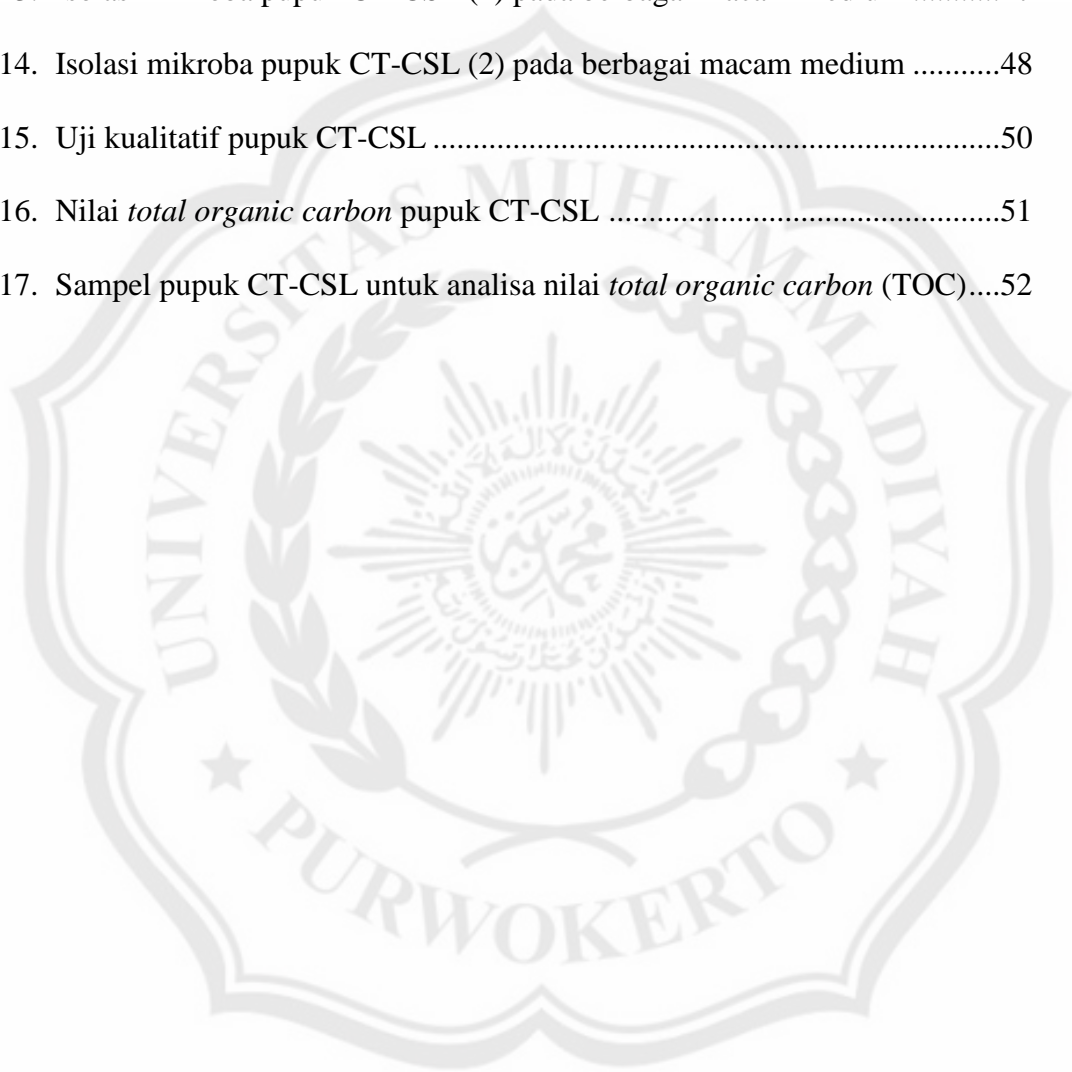 14. Isolasi mikroba pupuk CT-CSL (2) pada berbagai macam medium ...........48
15. Uji kualitatif pupuk CT-CSL .......................................................................50
16. Nilai total organic carbon pupuk CT-CSL .................................................51
17. Sampel pupuk CT-CSL untuk analisa nilai total organic carbon (TOC)....52
UNIVERSITAS MUHAMMADIYAH
PURWOKERTO